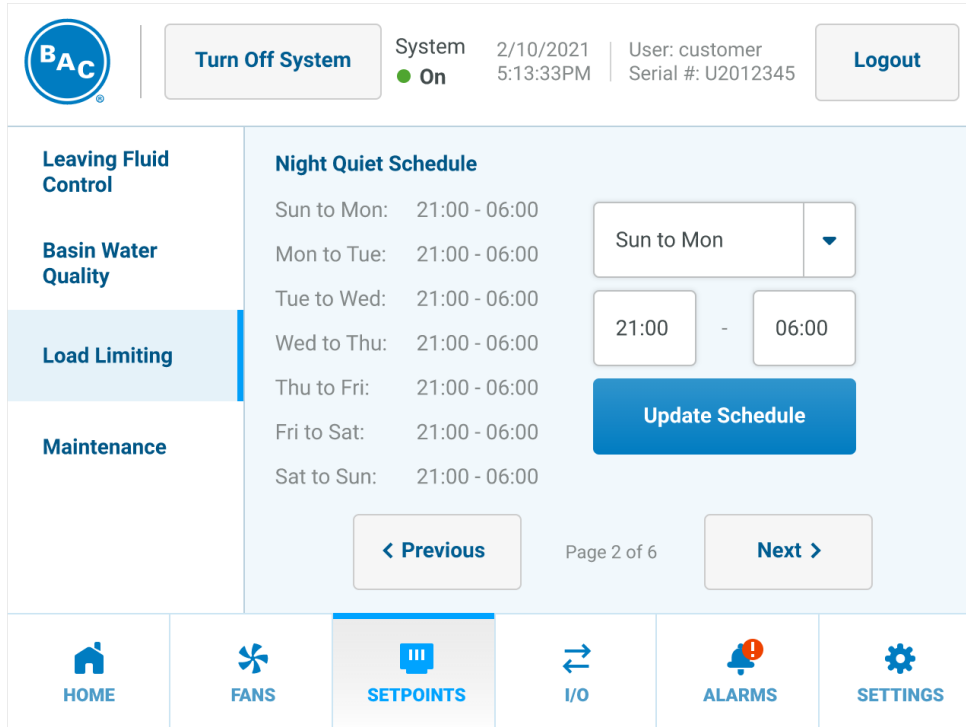 BAC
®
Turn Off System
System
On
2/10/2021
5:13:33PM
User: customer
Serial #: U2012345
Logout
Leaving Fluid
Control
Basin Water
Quality
Load Limiting
Maintenance
Night Quiet Schedule
Sun to Mon: 21:00 - 06:00
Mon to Tue: 21:00 - 06:00
Tue to Wed: 21:00 - 06:00
Wed to Thu: 21:00 - 06:00
Thu to Fri: 21:00 - 06:00
Fri to Sat: 21:00 - 06:00
Sat to Sun: 21:00 - 06:00
Sun to Mon
21:00 - 06:00
Update Schedule
Previous
Page 2 of 6
Next
HOME
FANS
SETPOINTS
I/O
ALARMS
SETTINGS